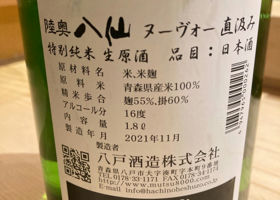 陸奥 八仙 ヌーヴォー 直汲み
特別純米 生原酒 品目：日本酒
原材料名 米、米麹
原料米 青森県産米100％
精米歩合 麹55％、掛60％
アルコール分 16度
内容量 1.8ℓ
製造年月 2021年11月
製造者
八戸酒造株式会社
青森県八戸市大字湊町字本町9番地
TEL 0178-33-1171 FAX 0178-34-1174
http://www.mutsu8000.com